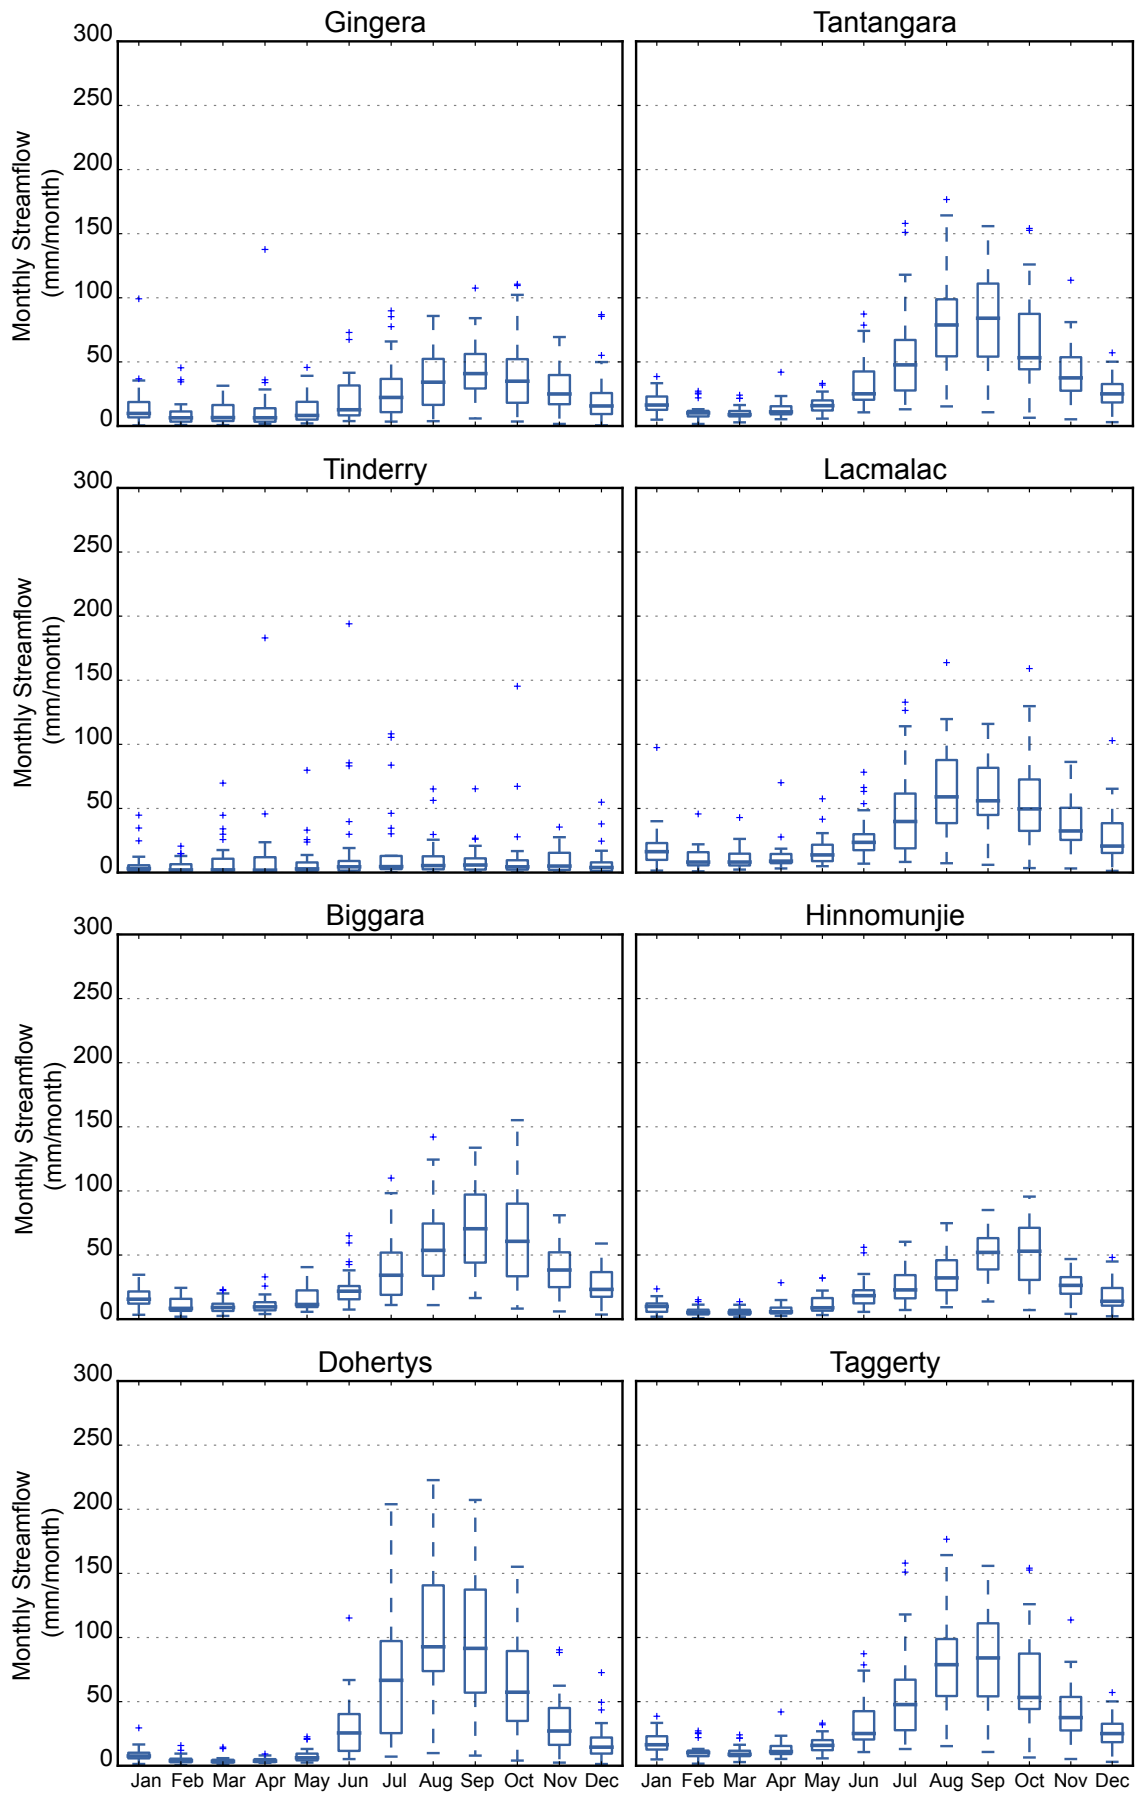 Gingera
Tantangara
Monthly Streamflow
(mm/month)
300
250
200
150
100
50
0
Tinderry
Lacmalac
Monthly Streamflow
(mm/month)
300
250
200
150
100
50
0
Biggara
Hinnomunjie
Monthly Streamflow
(mm/month)
300
250
200
150
100
50
0
Dohertys
Taggerty
Monthly Streamflow
(mm/month)
300
250
200
150
100
50
0
Jan Feb Mar Apr May Jun Jul Aug Sep Oct Nov Dec
Jan Feb Mar Apr May Jun Jul Aug Sep Oct Nov Dec